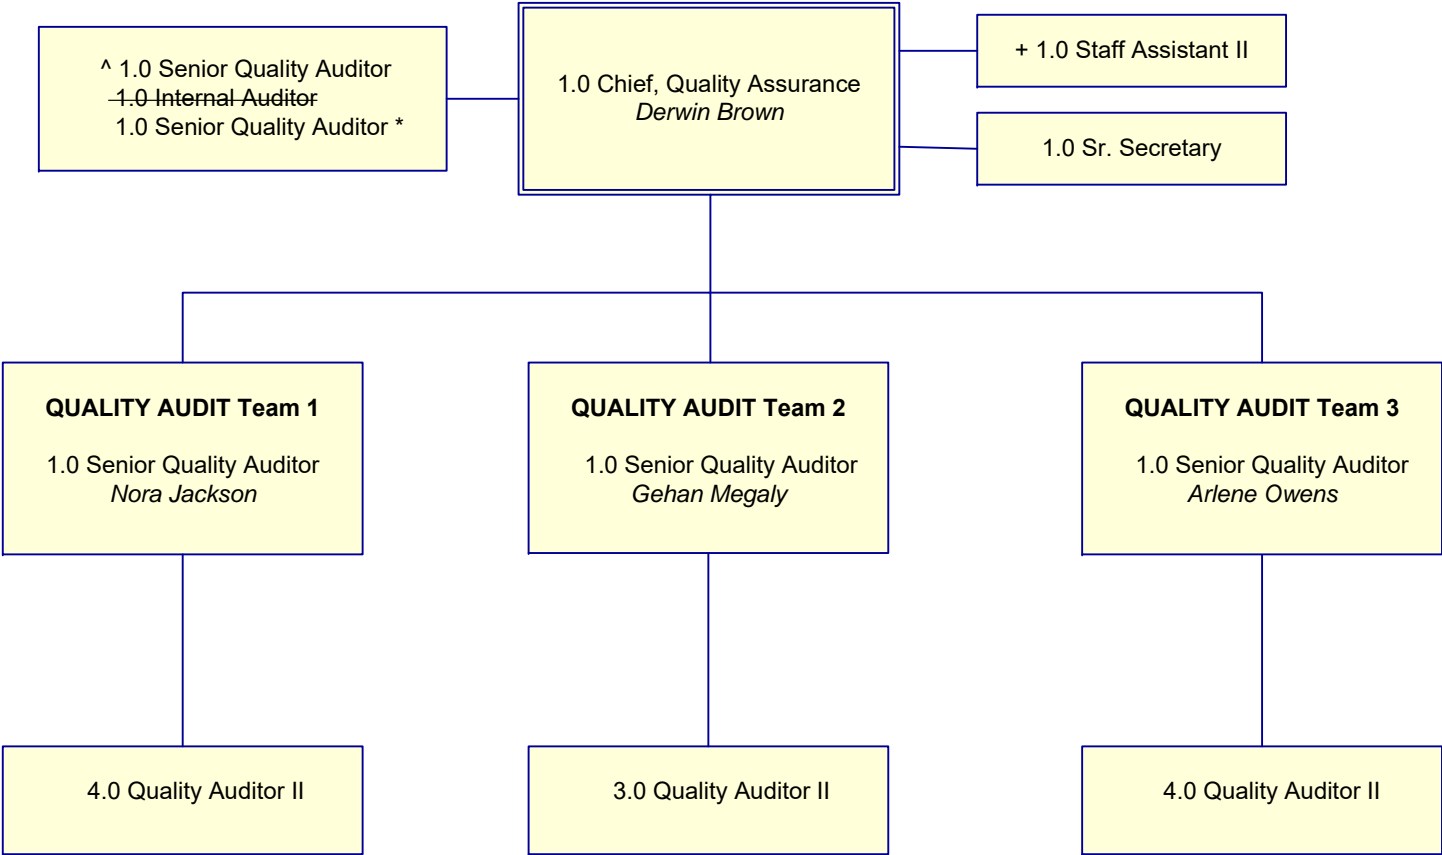 ^ 1.0 Senior Quality Auditor
1.0 Internal Auditor
1.0 Senior Quality Auditor *
1.0 Chief, Quality Assurance
Derwin Brown
+ 1.0 Staff Assistant II
1.0 Sr. Secretary
QUALITY AUDIT Team 1
1.0 Senior Quality Auditor
Nora Jackson
QUALITY AUDIT Team 2
1.0 Senior Quality Auditor
Gehan Megaly
QUALITY AUDIT Team 3
1.0 Senior Quality Auditor
Arlene Owens
4.0 Quality Auditor II
3.0 Quality Auditor II
4.0 Quality Auditor II